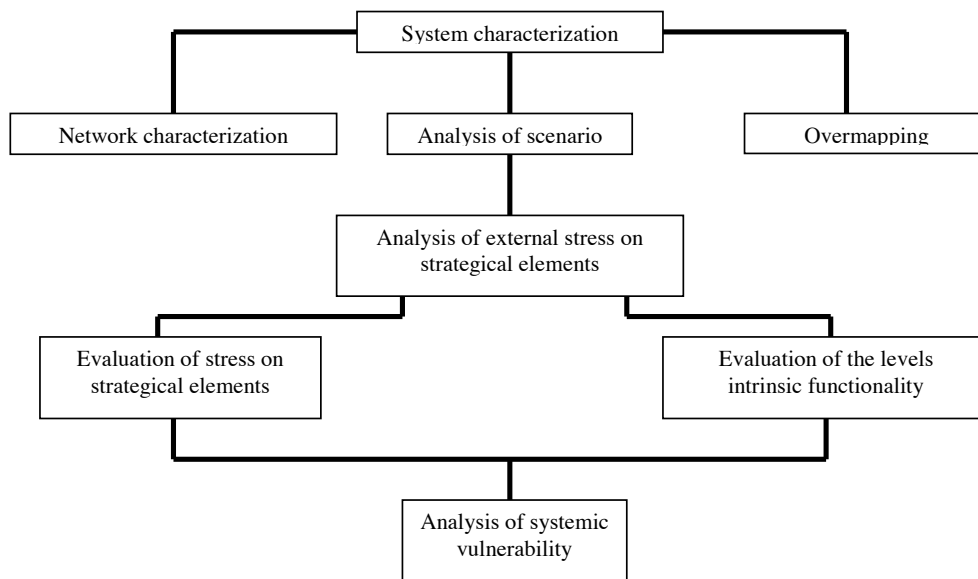 System characterization
Network characterization
Analysis of scenario
Overmapping
Analysis of external stress on
strategical elements
Evaluation of stress on
strategical elements
Evaluation of the levels
intrinsic functionality
Analysis of systemic
vulnerability